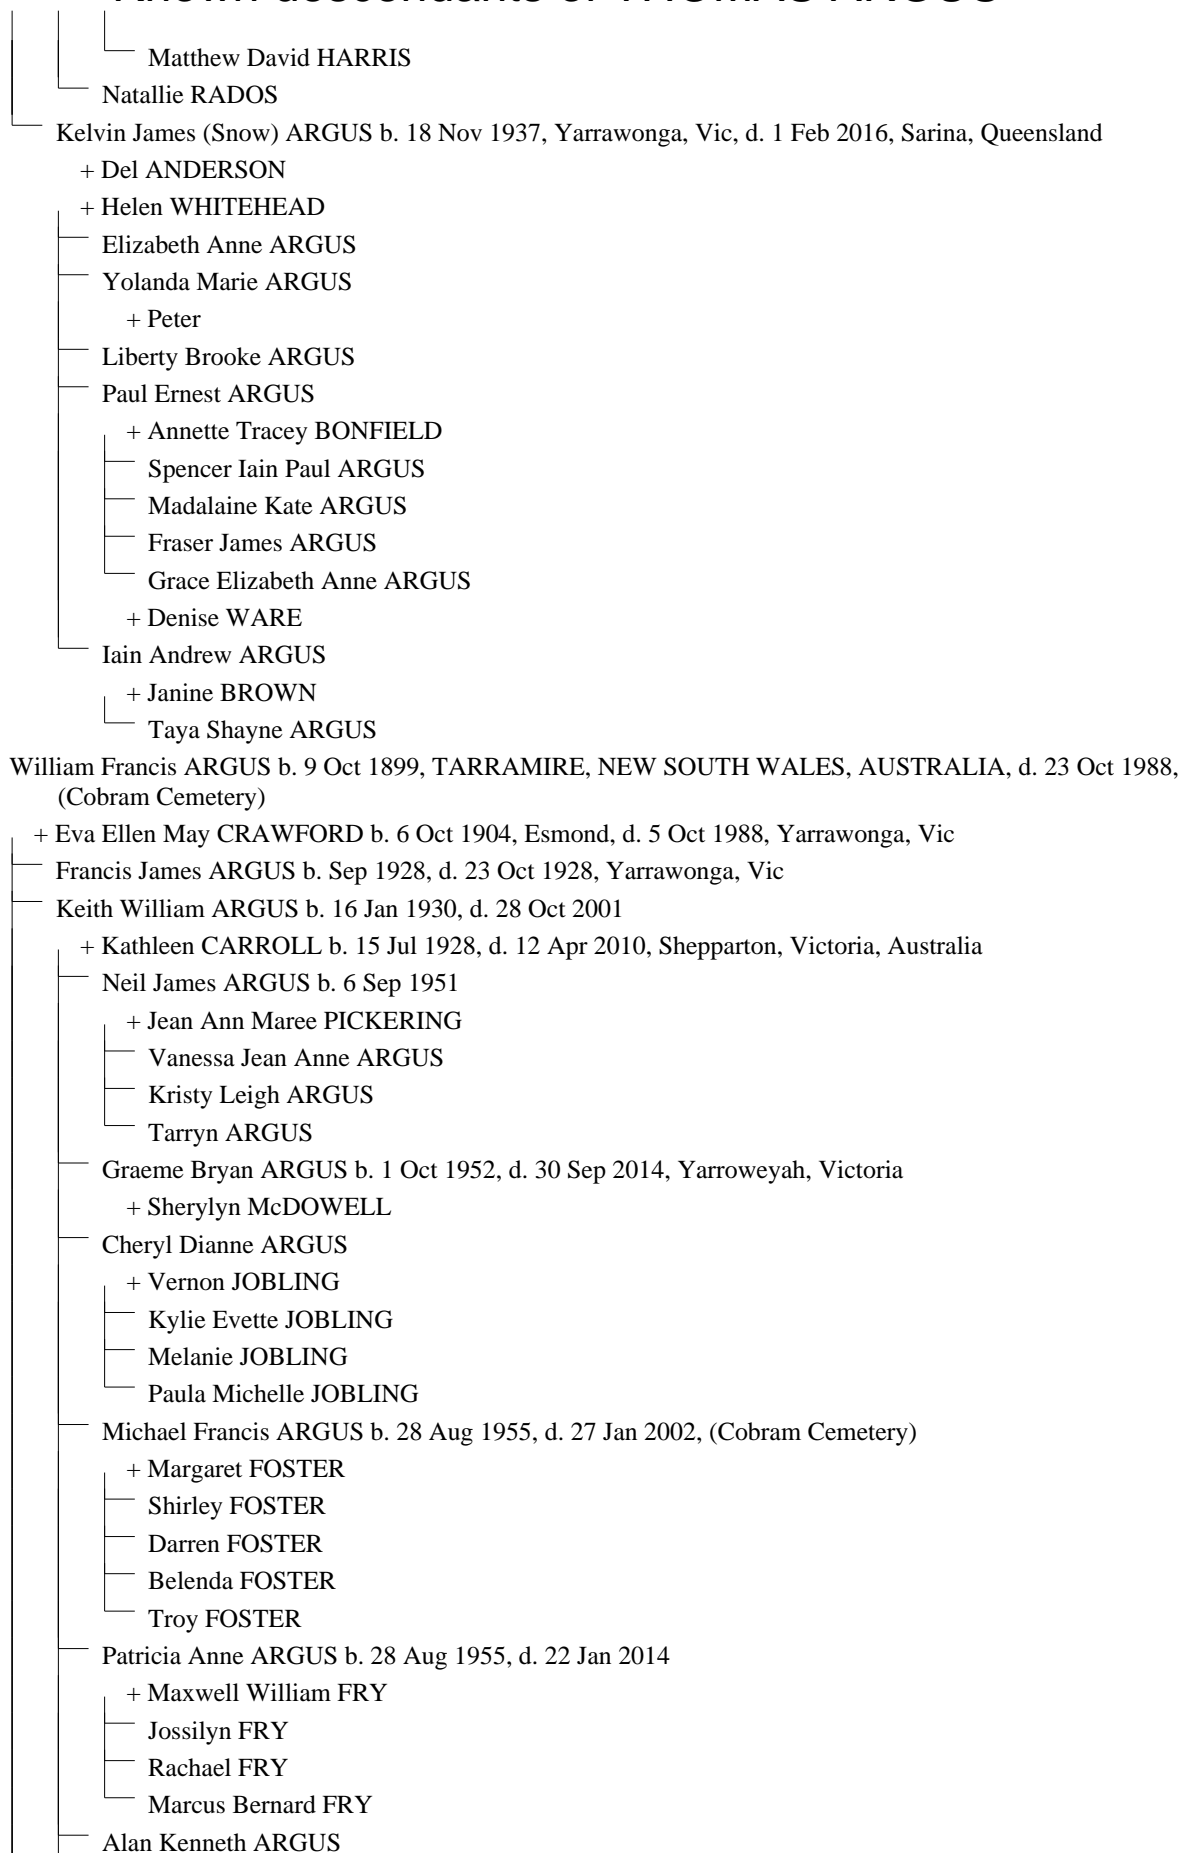 Known descendants of THOMAS ARGUS
Matthew David HARRIS
Natallie RADOS
Kelvin James (Snow) ARGUS b. 18 Nov 1937, Yarrawonga, Vic, d. 1 Feb 2016, Sarina, Queensland
+ Del ANDERSON
+ Helen WHITEHEAD
Elizabeth Anne ARGUS
Yolanda Marie ARGUS
+ Peter
Liberty Brooke ARGUS
Paul Ernest ARGUS
+ Annette Tracey BONFIELD
Spencer Iain Paul ARGUS
Madalaine Kate ARGUS
Fraser James ARGUS
Grace Elizabeth Anne ARGUS
+ Denise WARE
Iain Andrew ARGUS
+ Janine BROWN
Taya Shayne ARGUS
William Francis ARGUS b. 9 Oct 1899, TARRAMIRE, NEW SOUTH WALES, AUSTRALIA, d. 23 Oct 1988,
(Cobram Cemetery)
+ Eva Ellen May CRAWFORD b. 6 Oct 1904, Esmond, d. 5 Oct 1988, Yarrawonga, Vic
Francis James ARGUS b. Sep 1928, d. 23 Oct 1928, Yarrawonga, Vic
Keith William ARGUS b. 16 Jan 1930, d. 28 Oct 2001
+ Kathleen CARROLL b. 15 Jul 1928, d. 12 Apr 2010, Shepparton, Victoria, Australia
Neil James ARGUS b. 6 Sep 1951
+ Jean Ann Maree PICKERING
Vanessa Jean Anne ARGUS
Kristy Leigh ARGUS
Tarryn ARGUS
Graeme Bryan ARGUS b. 1 Oct 1952, d. 30 Sep 2014, Yarroweyah, Victoria
+ Sherylyn McDOWELL
Cheryl Dianne ARGUS
+ Vernon JOBLING
Kylie Evette JOBLING
Melanie JOBLING
Paula Michelle JOBLING
Michael Francis ARGUS b. 28 Aug 1955, d. 27 Jan 2002, (Cobram Cemetery)
+ Margaret FOSTER
Shirley FOSTER
Darren FOSTER
Belenda FOSTER
Troy FOSTER
Patricia Anne ARGUS b. 28 Aug 1955, d. 22 Jan 2014
+ Maxwell William FRY
Jossilyn FRY
Rachael FRY
Marcus Bernard FRY
Alan Kenneth ARGUS